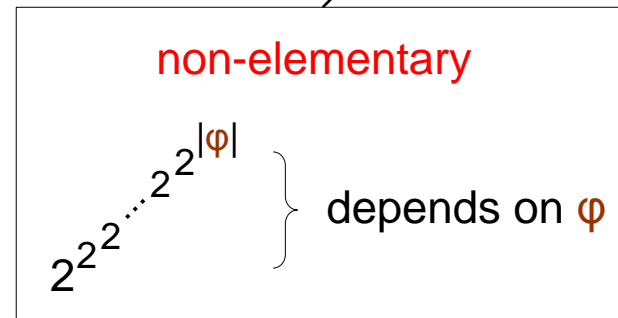 non-elementary
2^2^2^⋯^2^2^|φ| } depends on φ